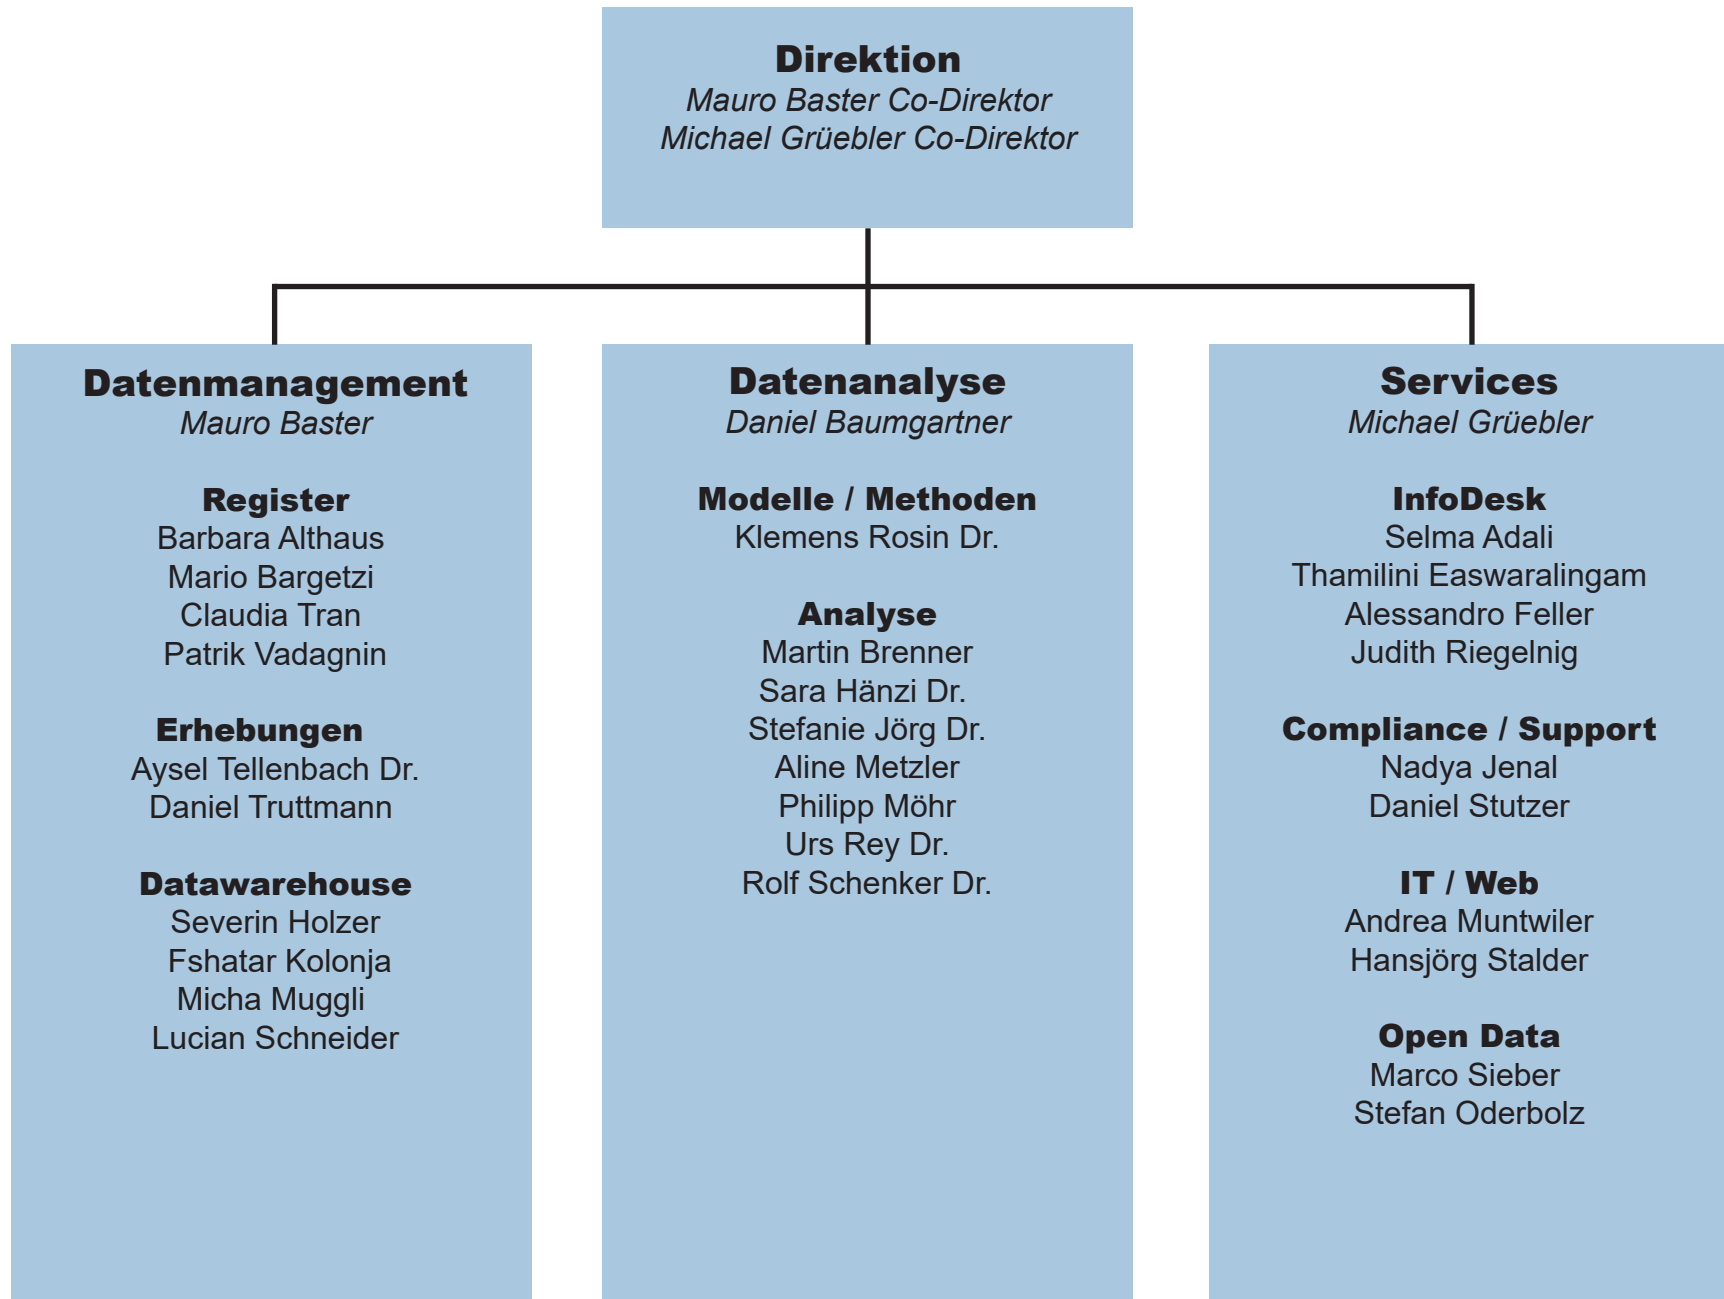 Direktion
Mauro Baster Co-Direktor
Michael Grüebler Co-Direktor
Datenmanagement
Mauro Baster
Register
Barbara Althaus
Mario Bargetzi
Claudia Tran
Patrik Vadagnin
Erhebungen
Aysel Tellenbach Dr.
Daniel Truttmann
Datawarehouse
Severin Holzer
Fshatar Kolonja
Micha Muggli
Lucian Schneider
Datenanalyse
Daniel Baumgartner
Modelle / Methoden
Klemens Rosin Dr.
Analyse
Martin Brenner
Sara Hänzi Dr.
Stefanie Jörg Dr.
Aline Metzler
Philipp Möhr
Urs Rey Dr.
Rolf Schenker Dr.
Services
Michael Grüebler
InfoDesk
Selma Adali
Thamilini Easwaralingam
Alessandro Feller
Judith Riegelnig
Compliance / Support
Nadya Jenal
Daniel Stutzer
IT / Web
Andrea Muntwiler
Hansjörg Stalder
Open Data
Marco Sieber
Stefan Oderbolz